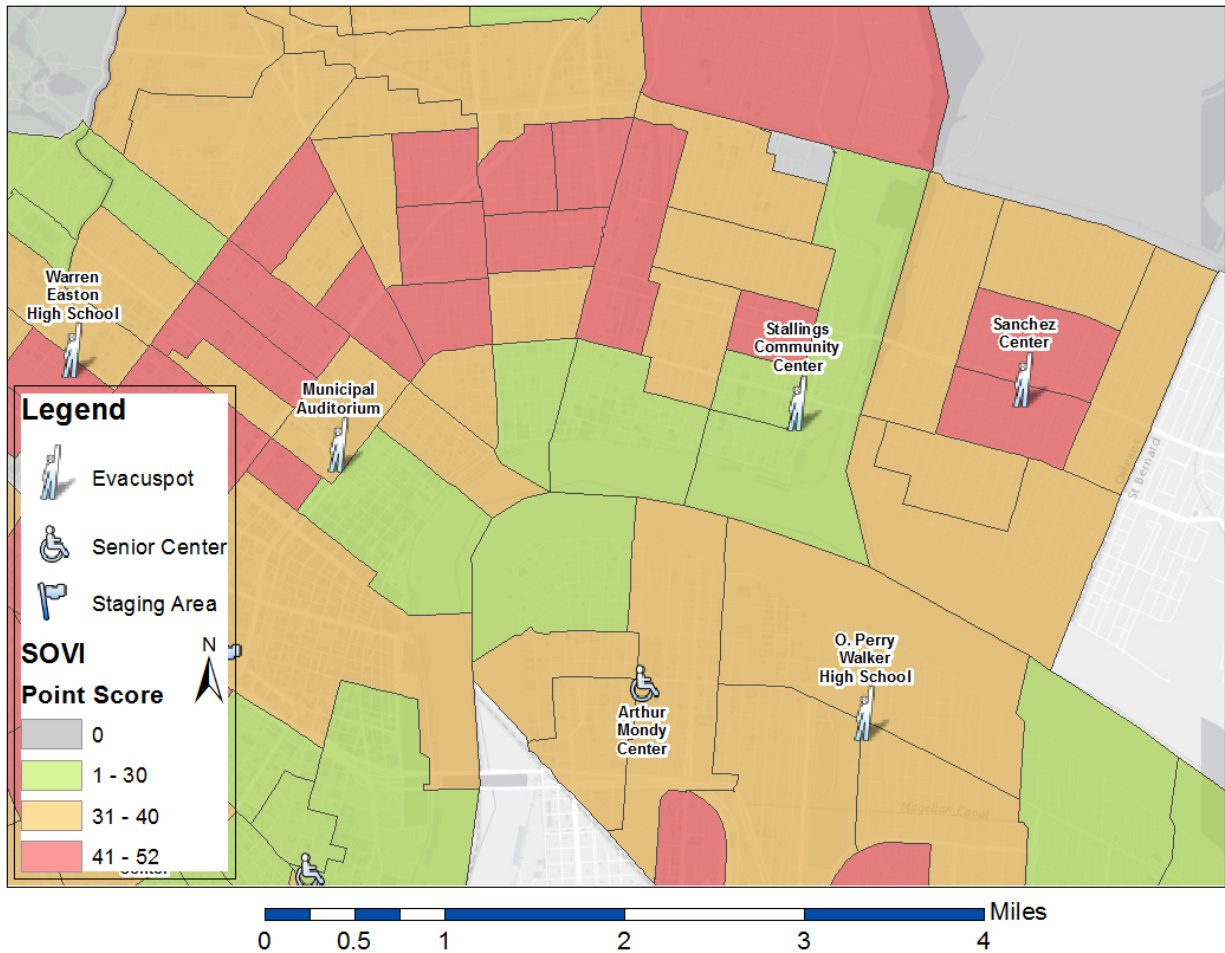 Warren
Easton
High School
Municipal
Auditorium
Stallings
Community
Center
Sanchez
Center
Orleans
St Bernard
O. Perry
Walker
High School
Arthur
Mondy
Center
Magellan Canal
Legend
Evacuspot
Senior Center
Staging Area
SOVI
N
Point Score
0
1 - 30
31 - 40
41 - 52
Center
Miles
0 0.5 1 2 3 4